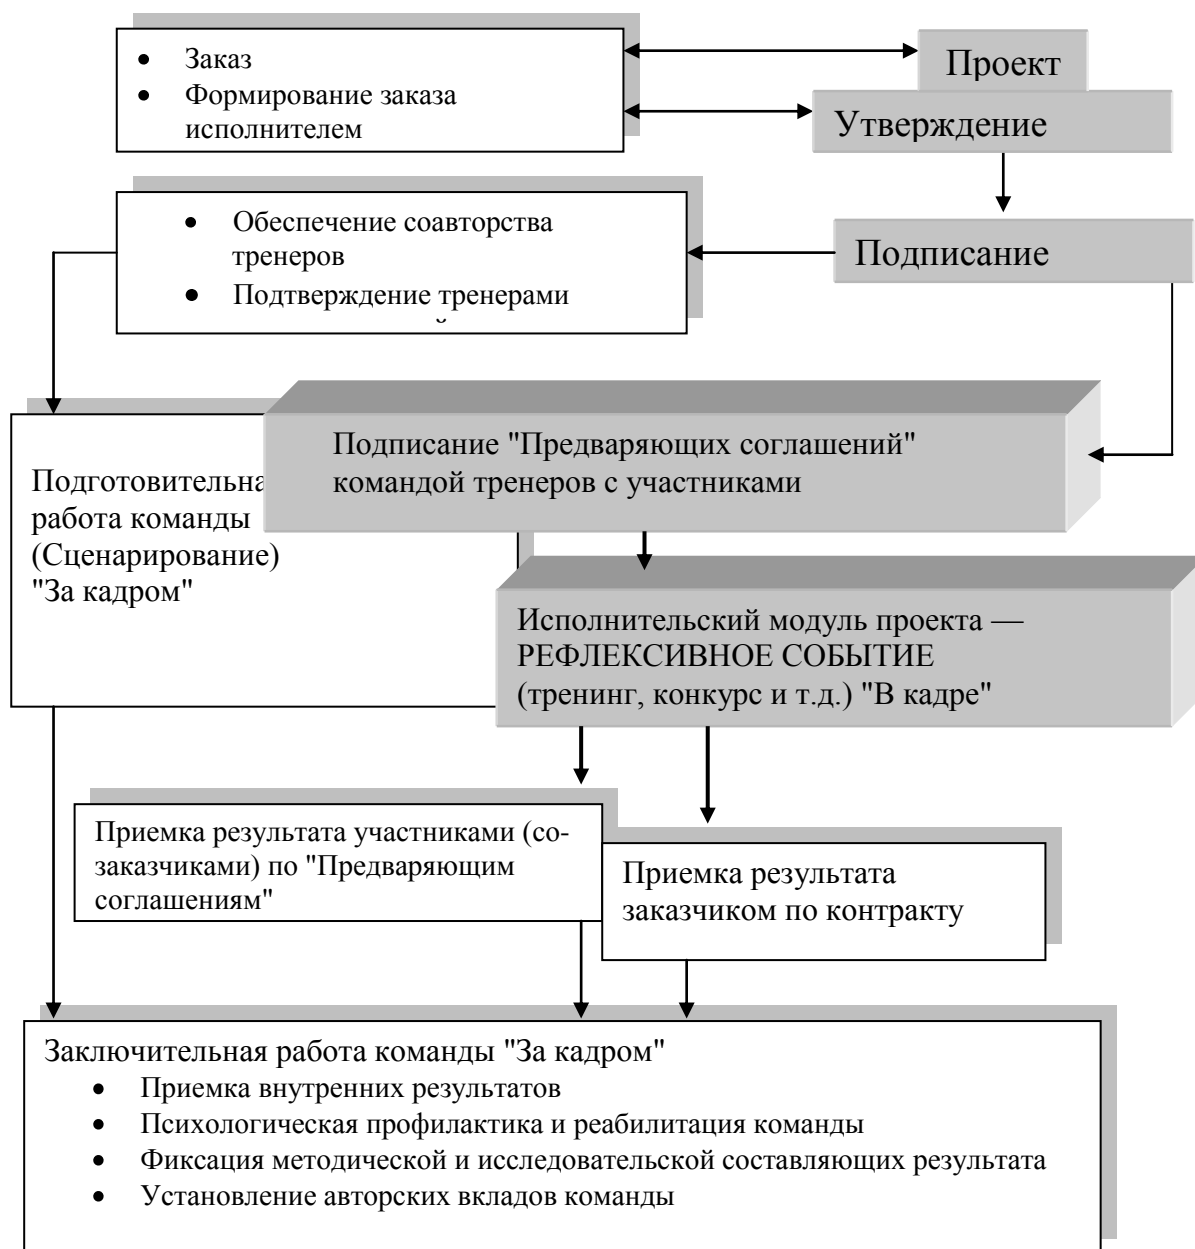 Заказ
Формирование заказа
исполнителем
Проект
Утверждение
Обеспечение соавторства
тренеров
Подтверждение тренерами
Подписание
Подготовительна
работа команды
(Сценарирование)
"За кадром"
Подписание "Предваряющих соглашений"
командой тренеров с участниками
Исполнительский модуль проекта —
РЕФЛЕКСИВНОЕ СОБЫТИЕ
(тренинг, конкурс и т.д.) "В кадре"
Приемка результата участниками (со-
заказчиками) по "Предваряющим
соглашениям"
Приемка результата
заказчиком по контракту
Заключительная работа команды "За кадром"
Приемка внутренних результатов
Психологическая профилактика и реабилитация команды
Фиксация методической и исследовательской составляющих результата
Установление авторских вкладов команды